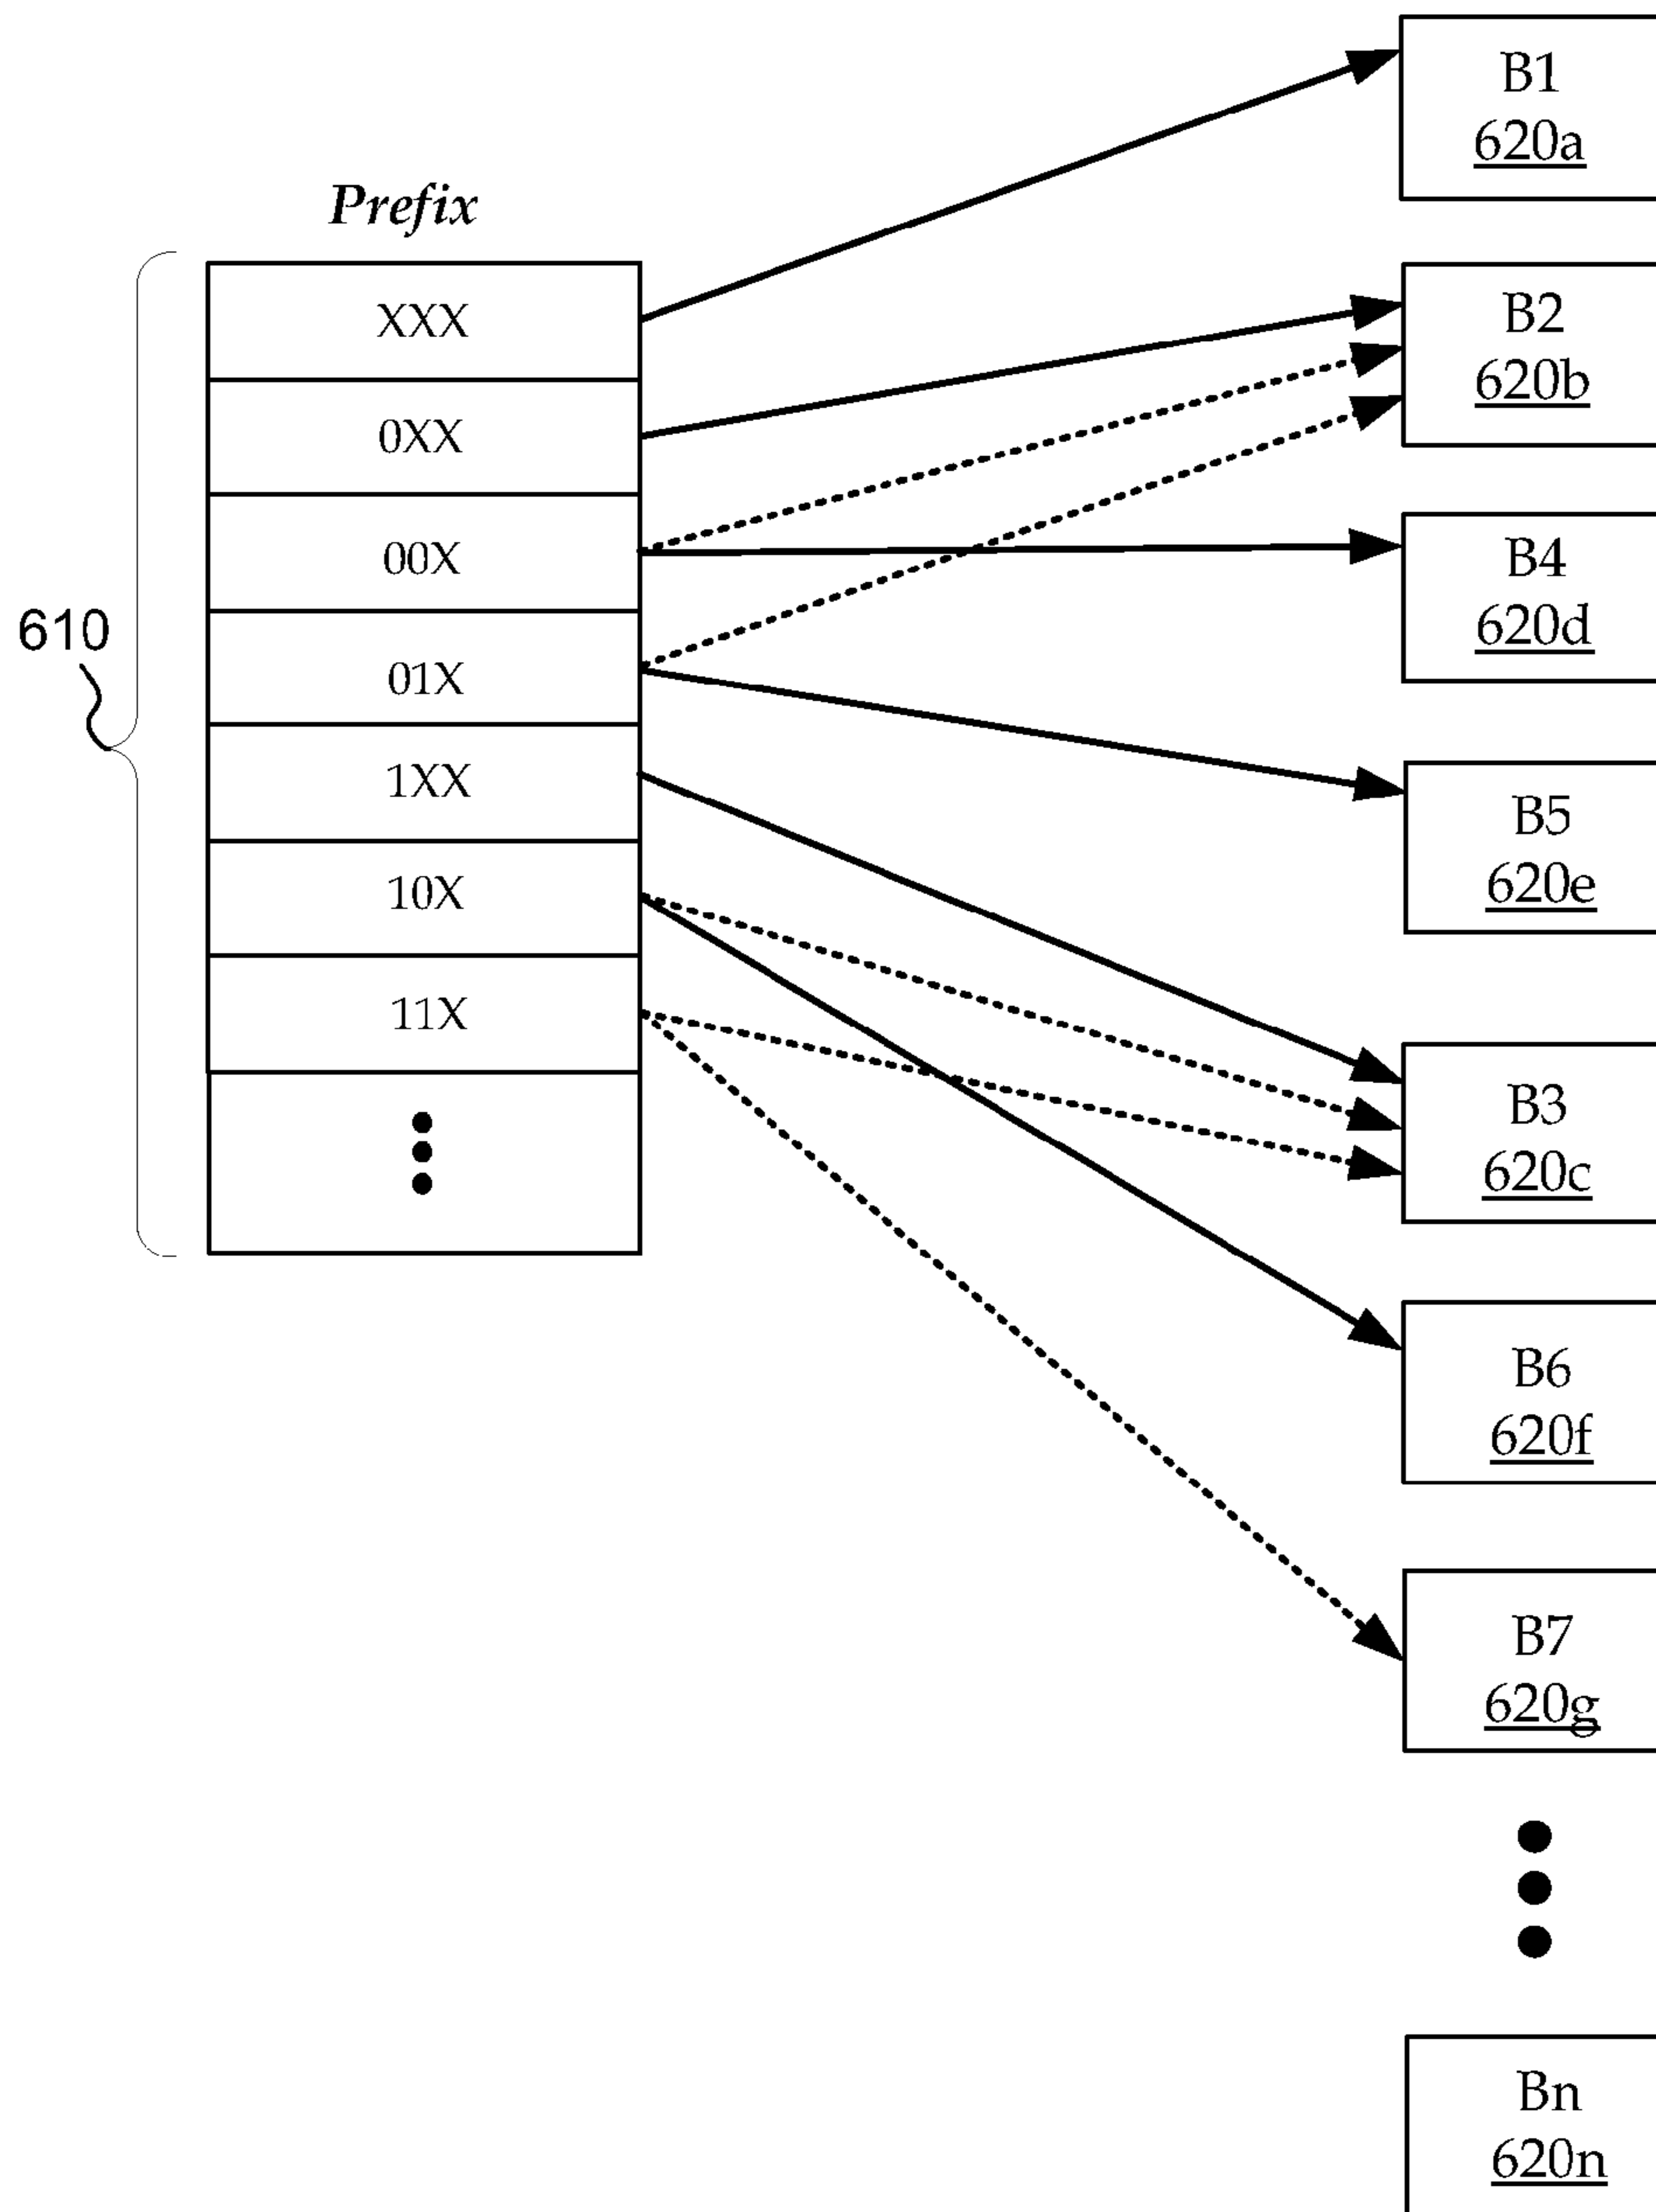 Prefix
XXX
0XX
00X
01X
1XX
10X
11X
610
B1
620a
B2
620b
B4
620d
B5
620e
B3
620c
B6
620f
B7
620g
Bn
620n